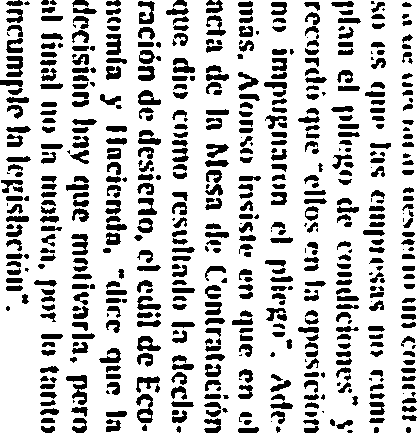 so es que las empresas no cum-
plan el pliego de condiciones" y
recordó que "ellos en la oposición
no impugnaron el pliego". Ade-
más, Afonso insiste en que en el
acta de la Mesa de Contratación
que dio como resultado la decla-
ración de desierto, el edil de Eco-
nomía y Hacienda, "dice que la
decisión hay que motivarla, pero
al final no la motiva, por lo tanto
incumple la legislación".